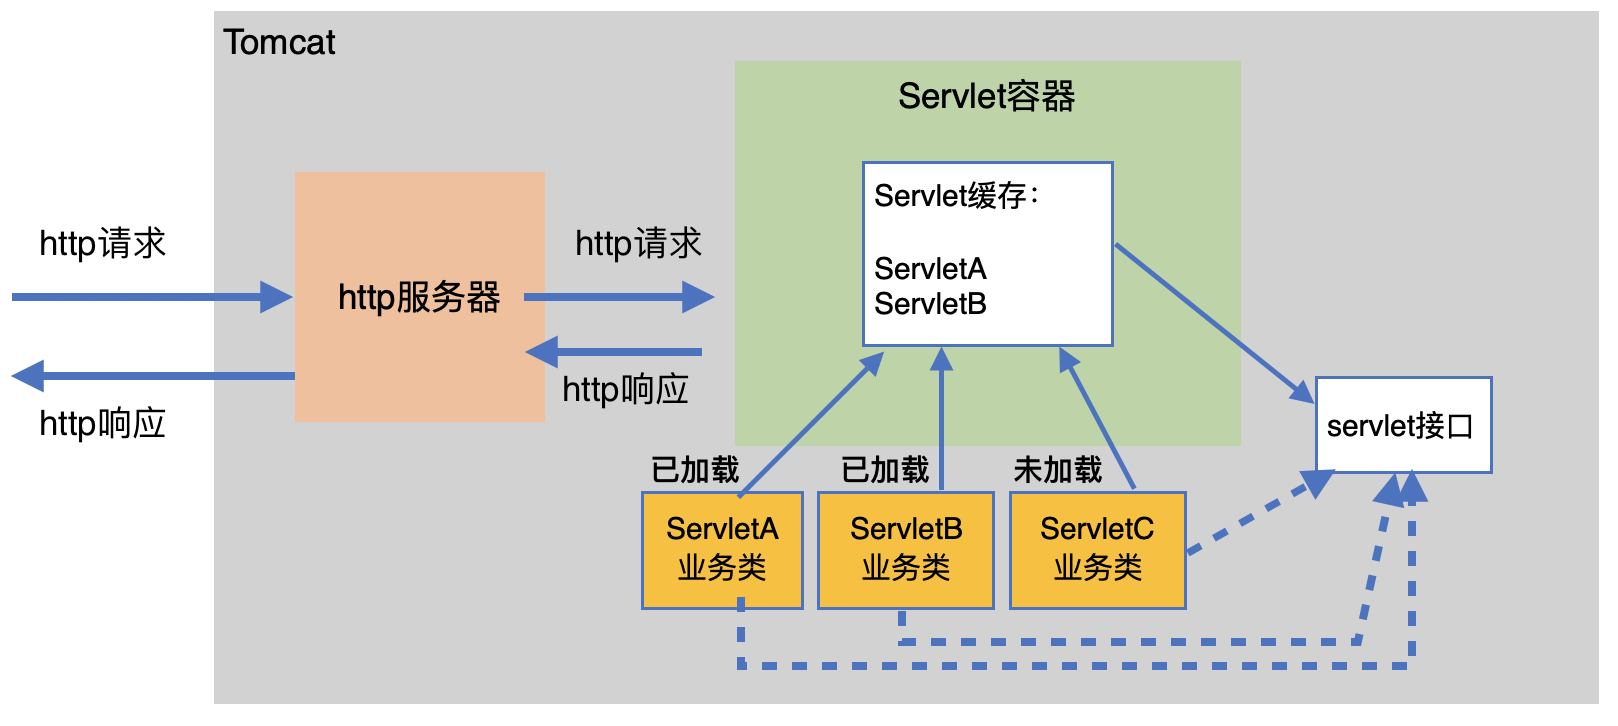 Tomcat
Servlet容器
Servlet缓存：
ServletA
ServletB
http请求
http服务器
http请求
http响应
http响应
servlet接口
已加载
已加载
未加载
ServletA
业务类
ServletB
业务类
ServletC
业务类